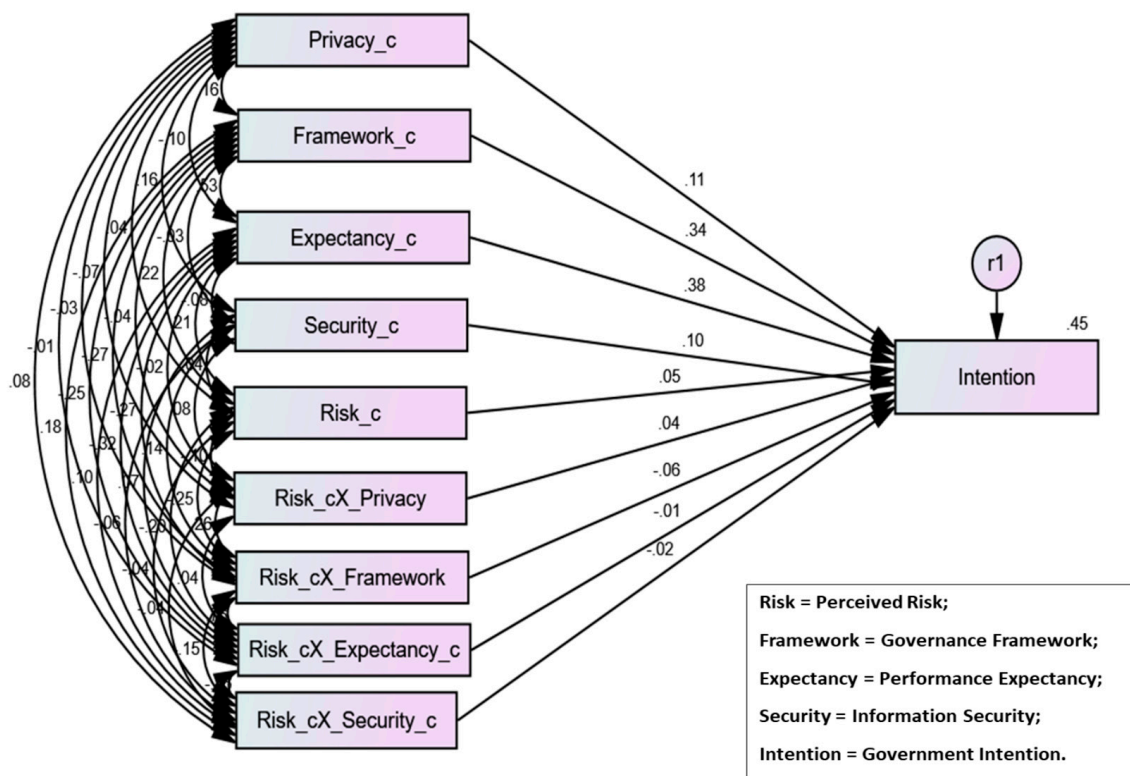 Privacy_c
.16
Framework_c
-.10
.53
.16
.11
.34
.04
-.03
Expectancy_c
r1
-.07
.22
.38
-.03
-.08
Security_c
.45
-.04
.21
.10
-.01
-.27
-.02
Intention
.08
.05
-.25
-.27
.08
Risk_c
.04
.18
-.32
.14
-.06
.10
-.25
Risk_cX_Privacy
-.01
-.06
-.20
.26
-.02
-.04
.04
Risk_cX_Framework
-.04
Risk = Perceived Risk;
.15
Risk_cX_Expectancy_c
Framework = Governance Framework;
Expectancy = Performance Expectancy;
Risk_cX_Security_c
Security = Information Security;
Intention = Government Intention.